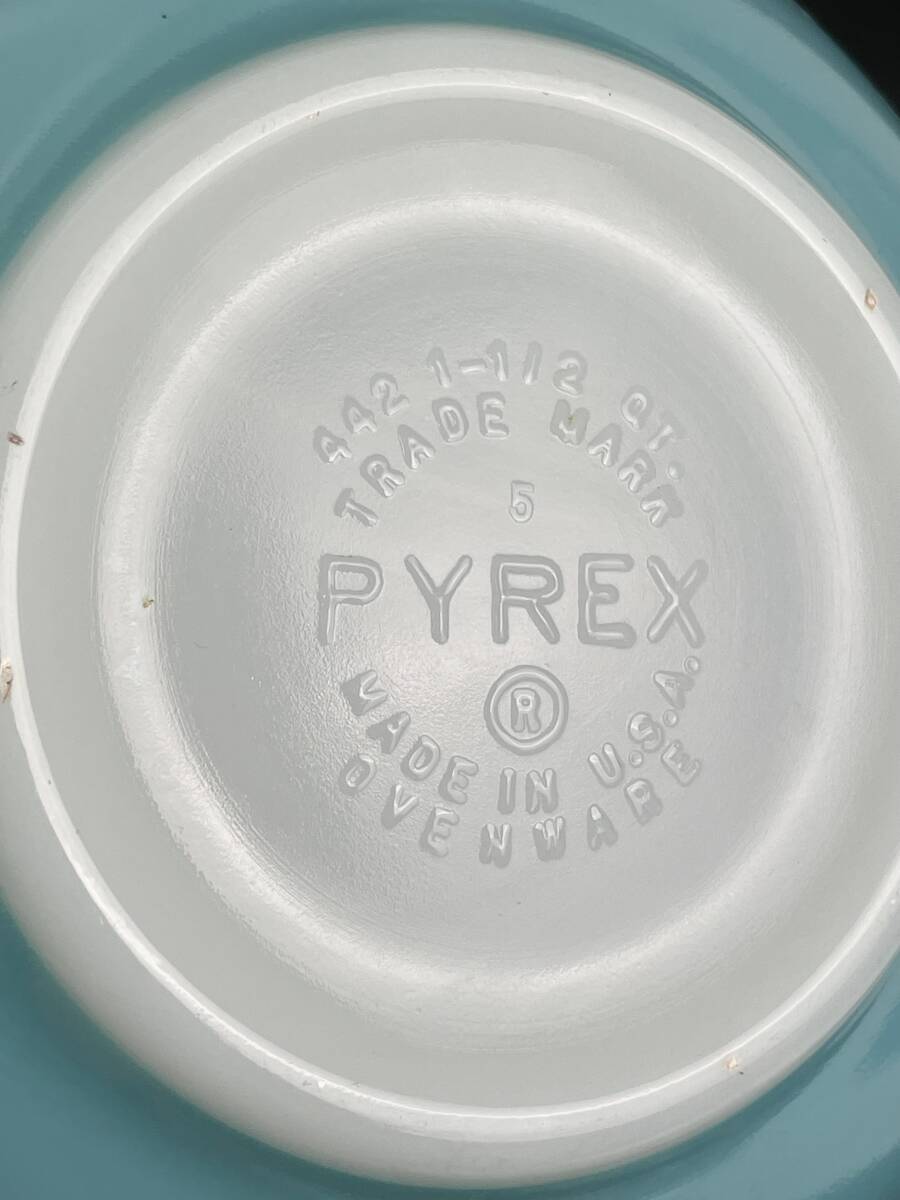 442 1-1/2 QT.
TRADE MARK
5
PYREX
®
MADE IN U.S.A.
OVENWARE